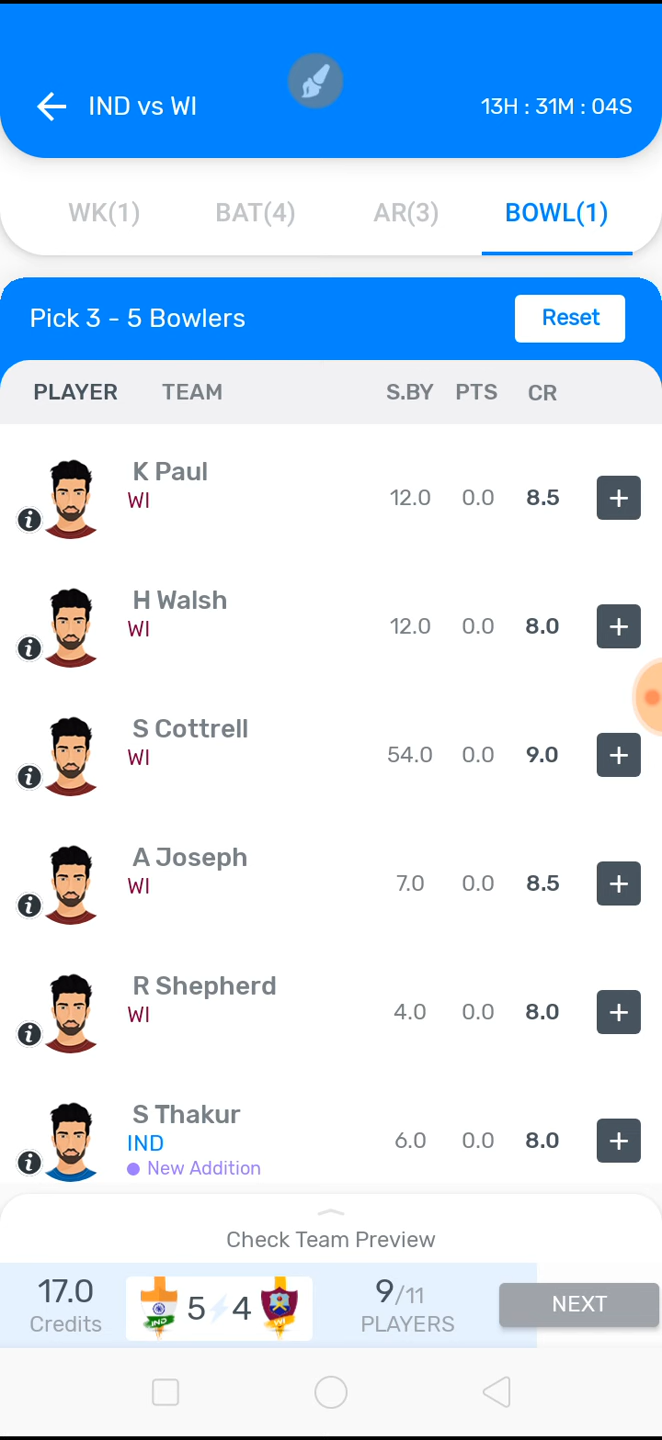 IND vs WI 13H : 31M : 04S
WK(1) BAT(4) AR(3) BOWL(1)
Pick 3 - 5 Bowlers Reset
PLAYER TEAM S.BY PTS CR
K Paul
WI 12.0 0.0 8.5 +
H Walsh
WI 12.0 0.0 8.0 +
S Cottrell
WI 54.0 0.0 9.0 +
A Joseph
WI 7.0 0.0 8.5 +
R Shepherd
WI 4.0 0.0 8.0 +
S Thakur
IND 6.0 0.0 8.0 +
New Addition
Check Team Preview
17.0 IND 5 4 WI 9/11 NEXT
Credits PLAYERS